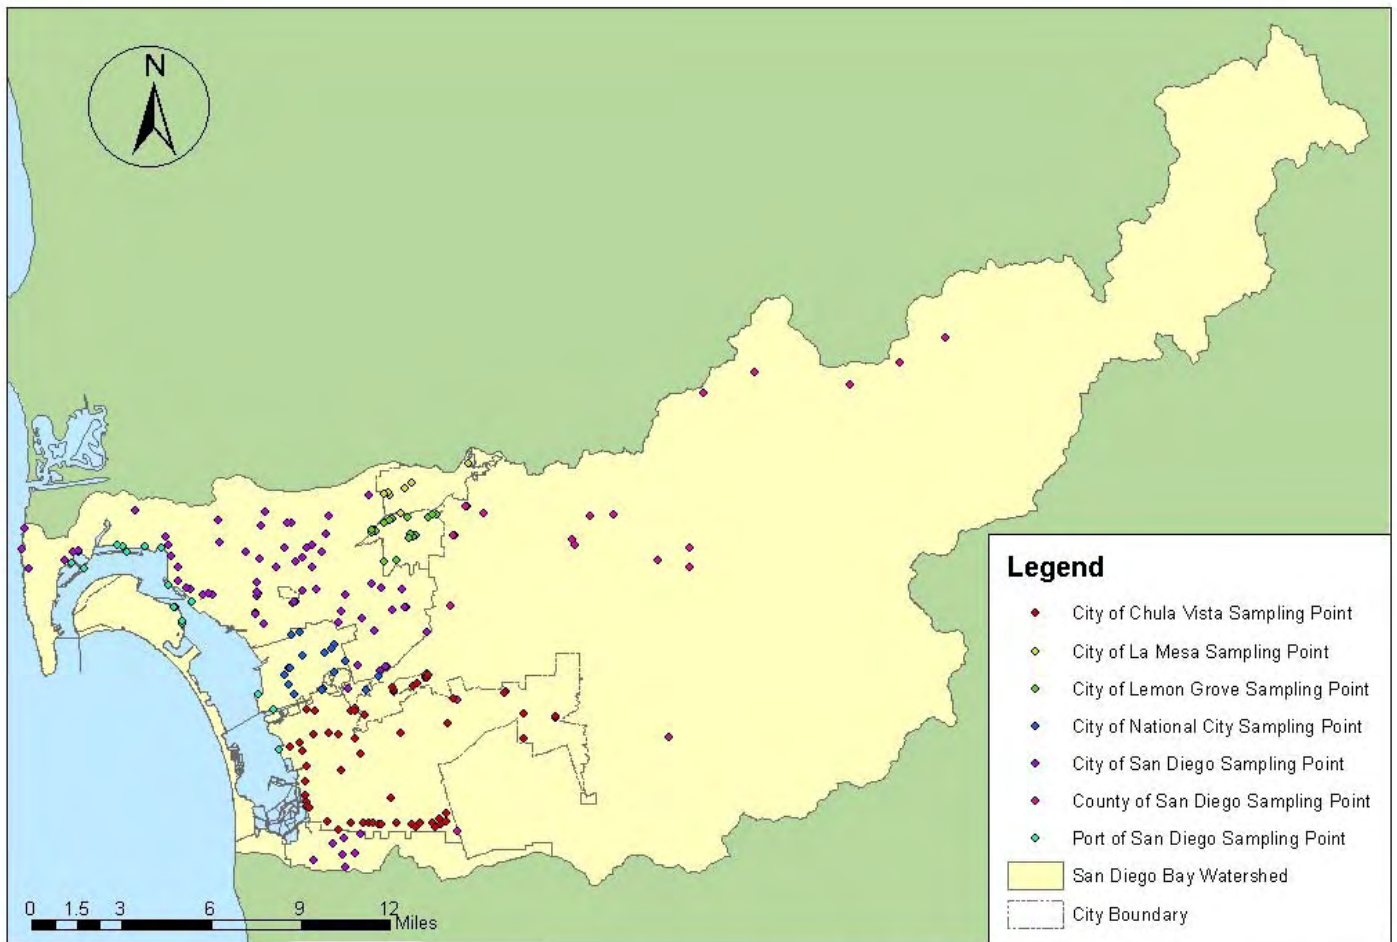 N
Legend
City of Chula Vista Sampling Point
City of La Mesa Sampling Point
City of Lemon Grove Sampling Point
City of National City Sampling Point
City of San Diego Sampling Point
County of San Diego Sampling Point
Port of San Diego Sampling Point
San Diego Bay Watershed
City Boundary
0 1.5 3 6 9 12
Miles